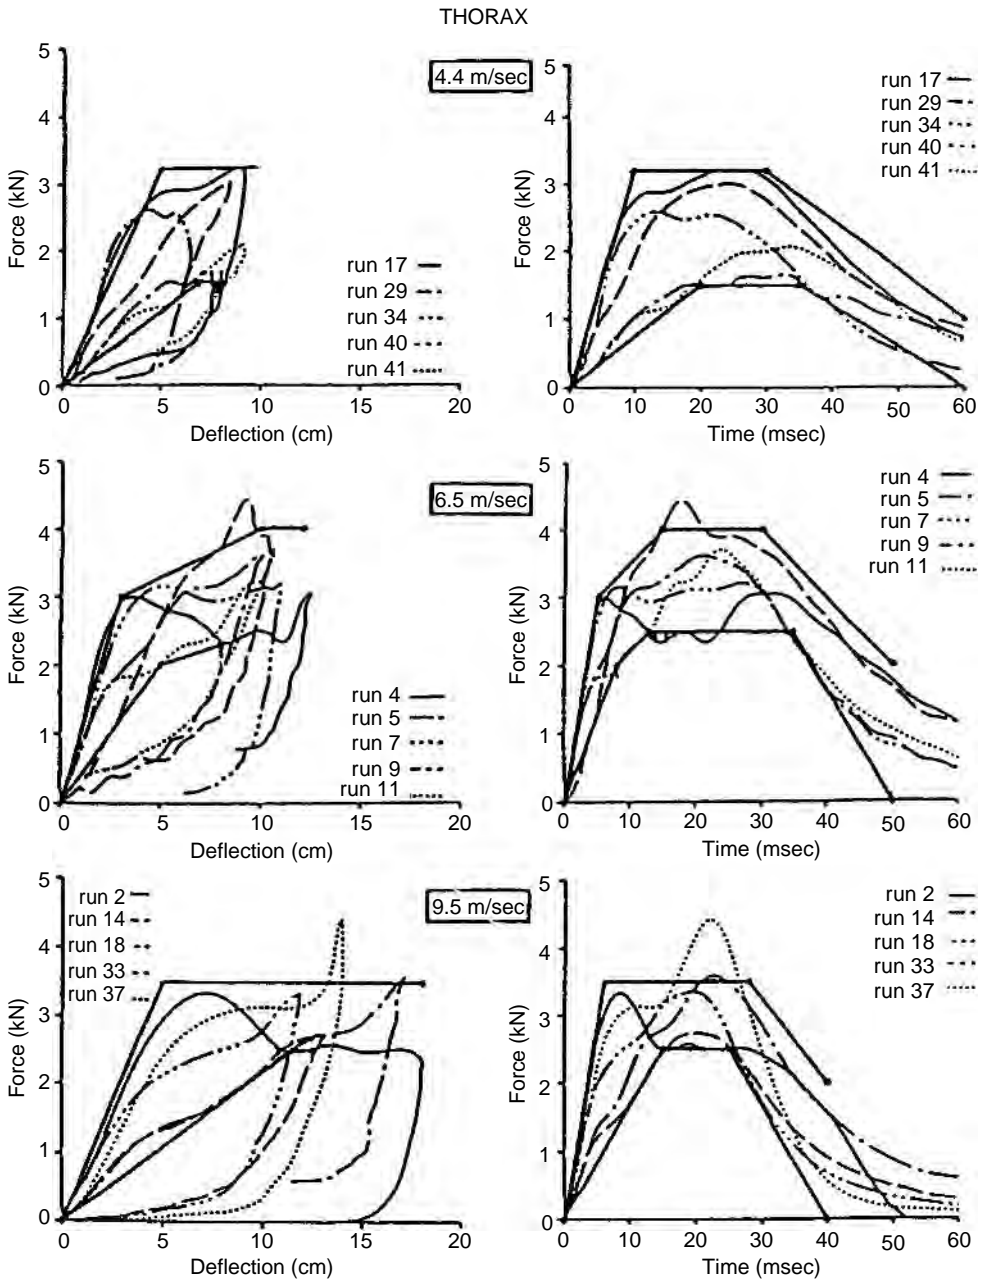 THORAX
4.4 m/sec
5
4
3
2
1
0
Force (kN)
0 5 10 15 20
Deflection (cm)
run 17
run 29
run 34
run 40
run 41
5
4
3
2
1
0
Force (kN)
0 10 20 30 40 50 60
Time (msec)
run 17
run 29
run 34
run 40
run 41
6.5 m/sec
5
4
3
2
1
0
Force (kN)
0 5 10 15 20
Deflection (cm)
run 4
run 5
run 7
run 9
run 11
5
4
3
2
1
0
Force (kN)
0 10 20 30 40 50 60
Time (msec)
run 4
run 5
run 7
run 9
run 11
9.5 m/sec
5
4
3
2
1
0
Force (kN)
0 5 10 15 20
Deflection (cm)
run 2
run 14
run 18
run 33
run 37
5
4
3
2
1
0
Force (kN)
0 10 20 30 40 50 60
Time (msec)
run 2
run 14
run 18
run 33
run 37